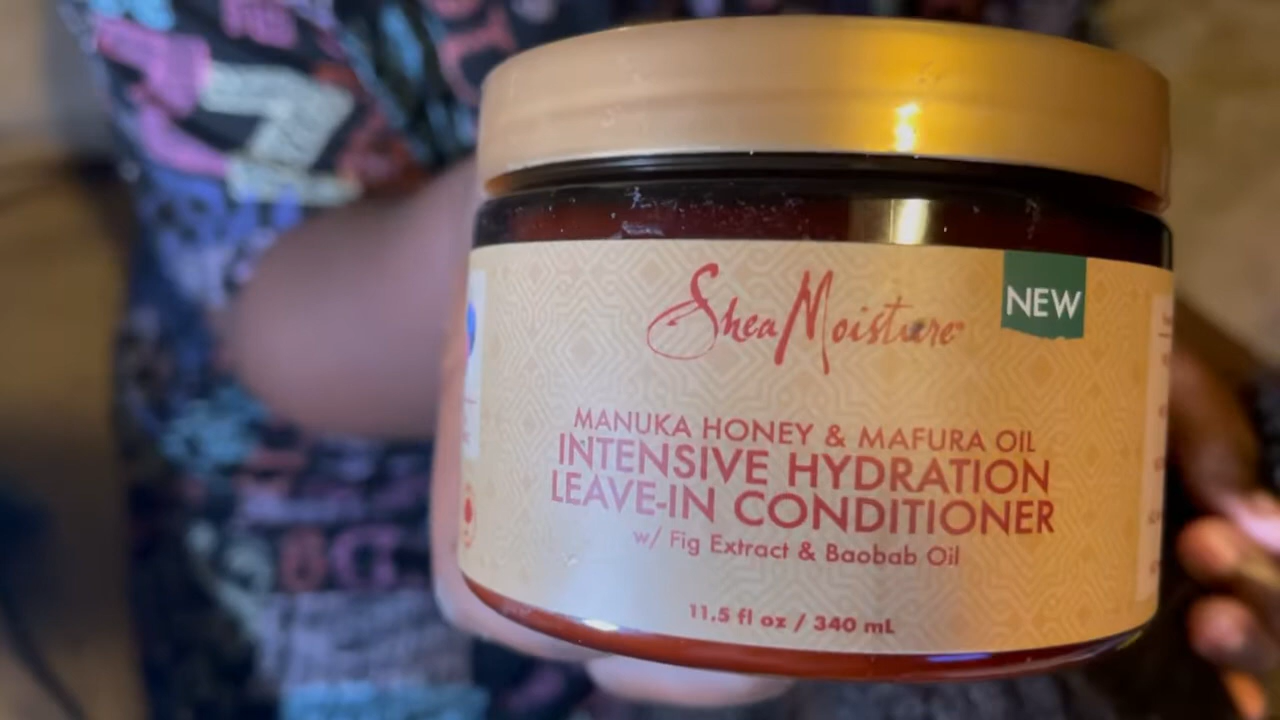 SheaMoisture
NEW
MANUKA HONEY & MAFURA OIL
INTENSIVE HYDRATION
LEAVE-IN CONDITIONER
w/ Fig Extract & Baobab Oil
11.5 fl oz / 340 mL